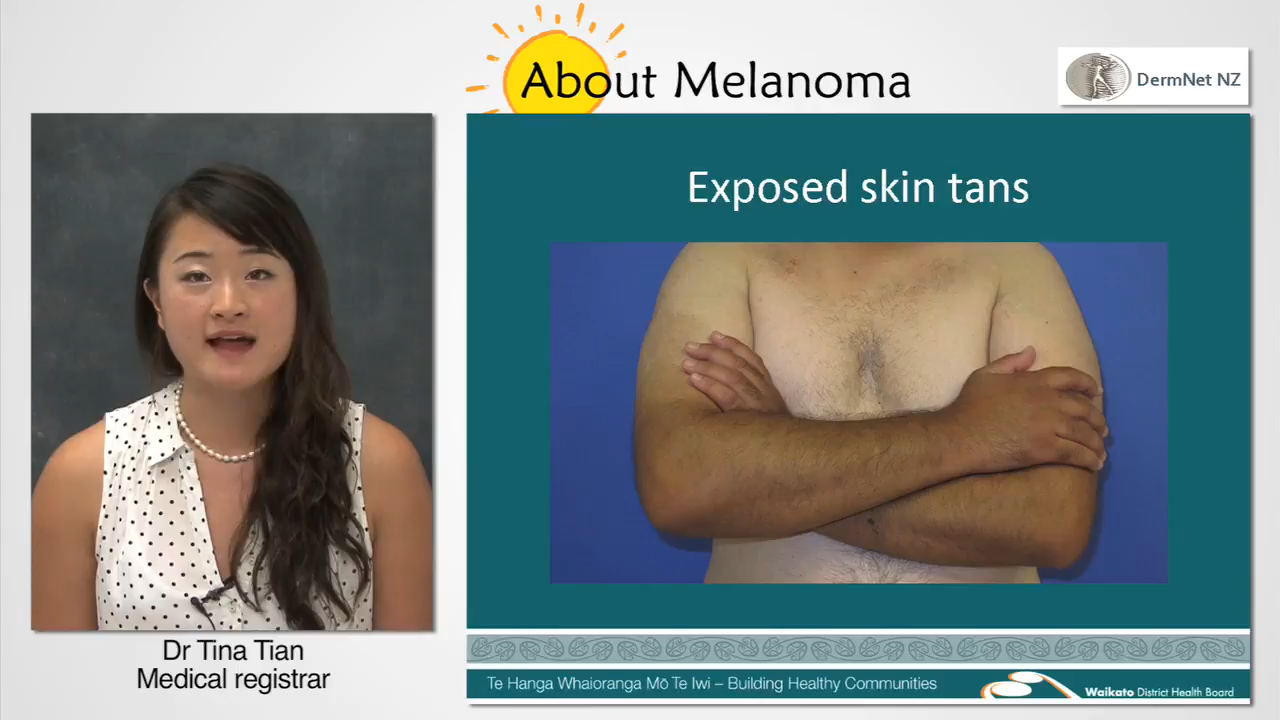 About Melanoma
DermNet NZ
Exposed skin tans
Dr Tina Tian
Medical registrar
Te Hanga Whaioranga Mō Te Iwi – Building Healthy Communities
Waikato District Health Board